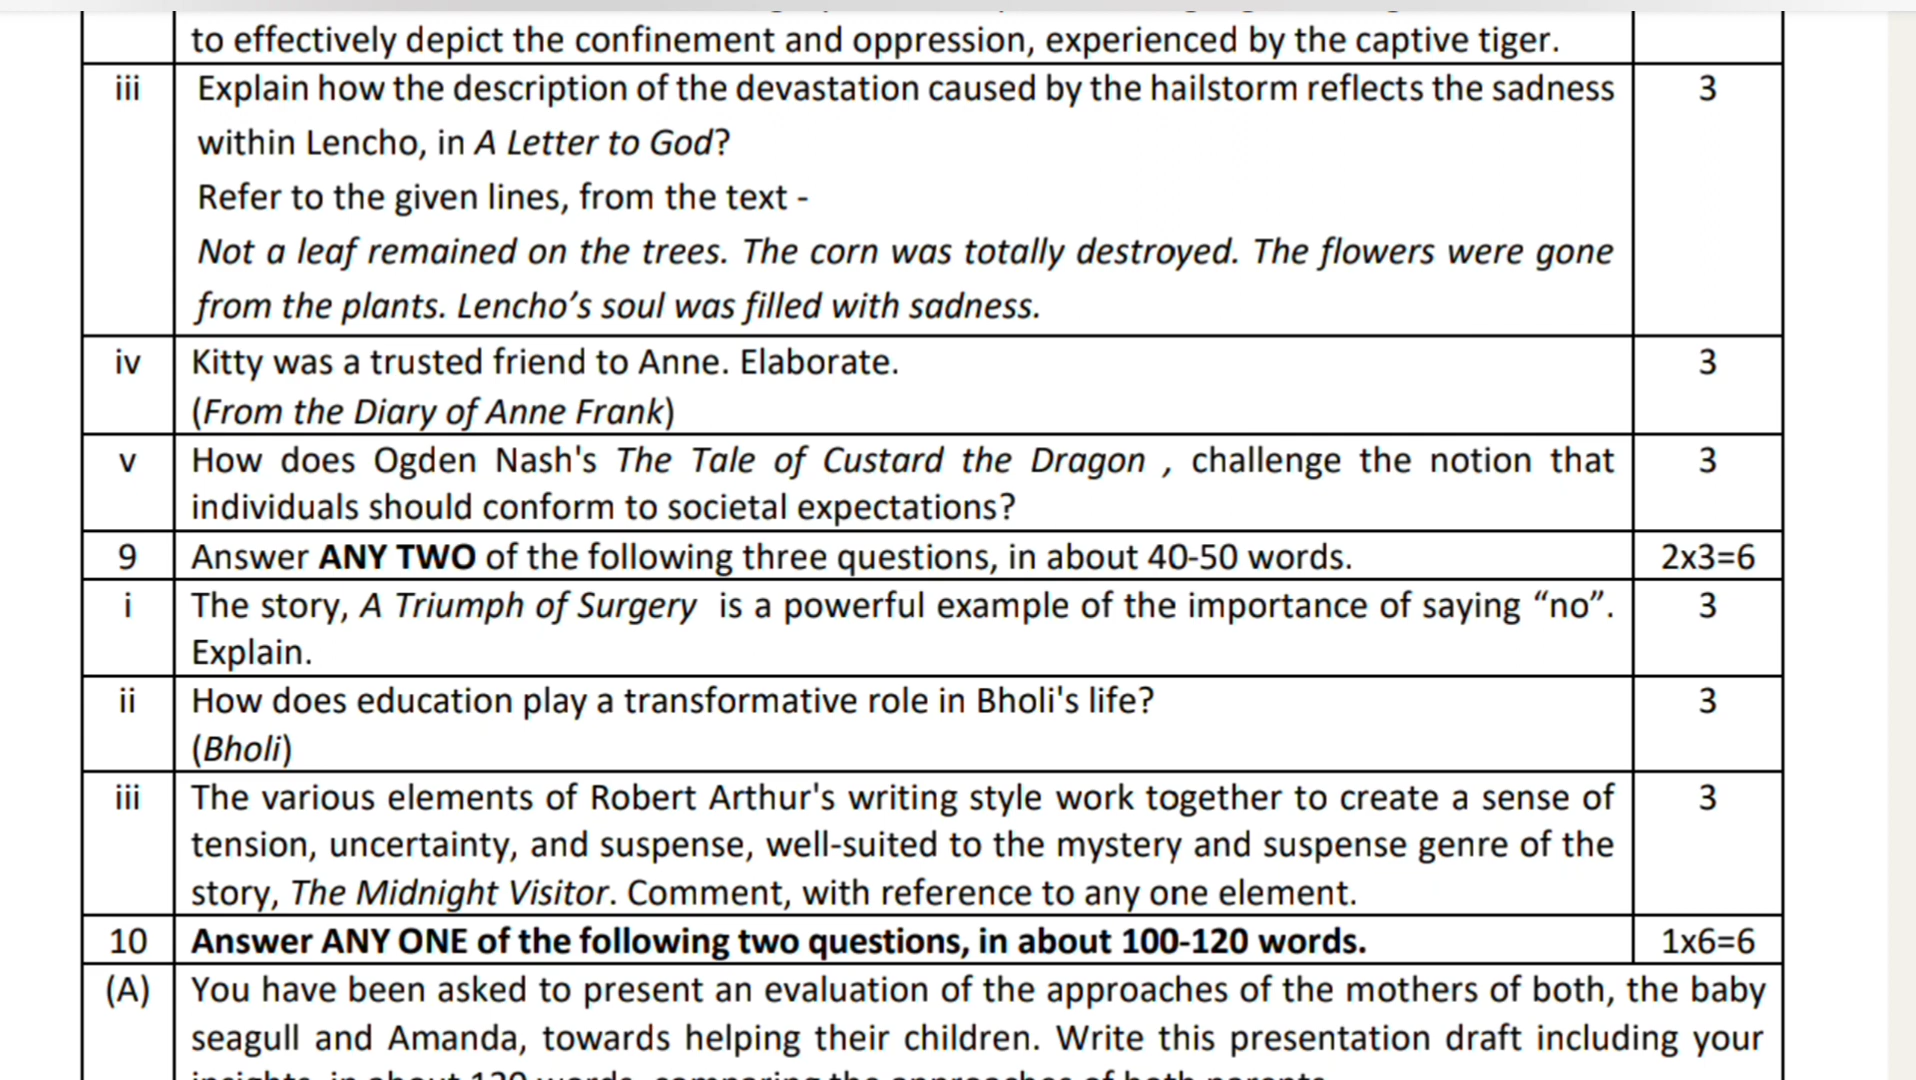 to effectively depict the confinement and oppression, experienced by the captive tiger.
iii Explain how the description of the devastation caused by the hailstorm reflects the sadness 3
within Lencho, in A Letter to God?
Refer to the given lines, from the text -
Not a leaf remained on the trees. The corn was totally destroyed. The flowers were gone
from the plants. Lencho’s soul was filled with sadness.
iv Kitty was a trusted friend to Anne. Elaborate. 3
(From the Diary of Anne Frank)
v How does Ogden Nash's The Tale of Custard the Dragon , challenge the notion that 3
individuals should conform to societal expectations?
9 Answer ANY TWO of the following three questions, in about 40-50 words. 2x3=6
i The story, A Triumph of Surgery is a powerful example of the importance of saying “no”. 3
Explain.
ii How does education play a transformative role in Bholi's life? 3
(Bholi)
iii The various elements of Robert Arthur's writing style work together to create a sense of 3
tension, uncertainty, and suspense, well-suited to the mystery and suspense genre of the
story, The Midnight Visitor. Comment, with reference to any one element.
10 Answer ANY ONE of the following two questions, in about 100-120 words. 1x6=6
(A) You have been asked to present an evaluation of the approaches of the mothers of both, the baby
seagull and Amanda, towards helping their children. Write this presentation draft including your
insights, in about 120 words, comparing the approaches of both parents.